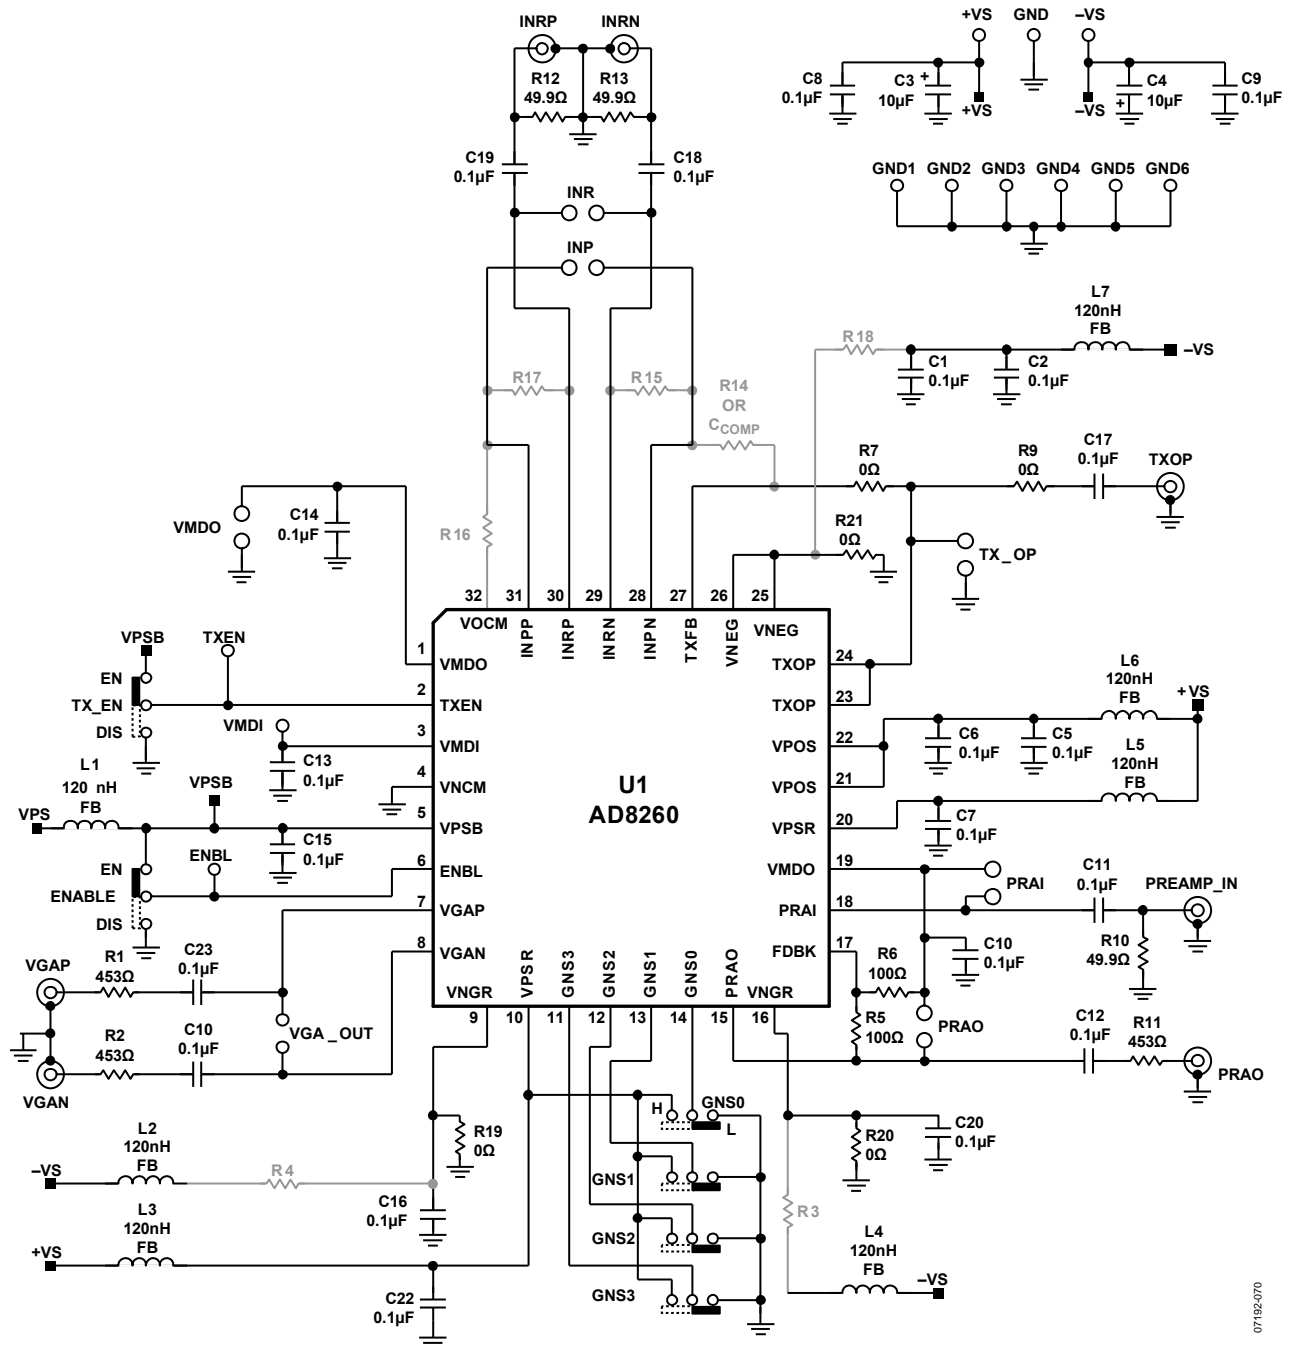 INRP INRN
R12 R13
49.9Ω 49.9Ω
C19 C18
0.1µF 0.1µF
INR
INP
+VS GND –VS
C8 0.1µF
C3 + 10µF
+VS
–VS
C4 10µF +
C9 0.1µF
GND1 GND2 GND3 GND4 GND5 GND6
L7
120nH
FB
–VS
R18
C1 0.1µF
C2 0.1µF
R17 R15
R14
OR
CCOMP
R7 0Ω
R9 0Ω
C17 0.1µF
TXOP
VMDO
C14 0.1µF
R16
R21 0Ω
TX_OP
32 31 30 29 28 27 26 25
VOCM INPP INRP INRN INPN TXFB VNEG VNEG
VPSB TXEN
EN
TX_EN
DIS
VMDI
C13 0.1µF
L1
120 nH
FB
VPS
VPSB
C15 0.1µF
EN
ENBL
ENABLE
DIS
1 VMDO
2 TXEN
3 VMDI
4 VNCM
5 VPSB
6 ENBL
7 VGAP
8 VGAN
U1
AD8260
TXOP 24
TXOP 23
VPOS 22
VPOS 21
VPSR 20
VMDO 19
PRAI 18
FDBK 17
L6
120nH
FB
+VS
C6 0.1µF
C5 0.1µF
L5
120nH
FB
C7 0.1µF
PRAI
C11 0.1µF
PREAMP_IN
R10 49.9Ω
C10 0.1µF
R6 100Ω
R5 100Ω
PRAO
C12 0.1µF
R11 453Ω
PRAO
VGAP
R1 453Ω
C23 0.1µF
VGA_OUT
R2 453Ω
C10 0.1µF
VGAN
VNGR VPSR GNS3 GNS2 GNS1 GNS0 PRAO VNGR
9 10 11 12 13 14 15 16
H GNS0 L
GNS1
GNS2
GNS3
R19 0Ω
L2
120nH
FB
–VS
R4
C16 0.1µF
L3
120nH
FB
+VS
C22 0.1µF
R20 0Ω
C20 0.1µF
R3
L4
120nH
FB
–VS
07192-070